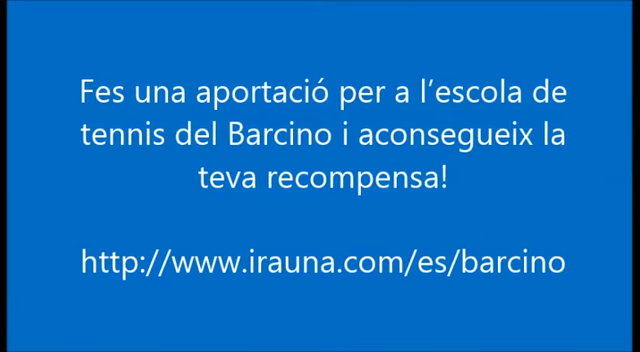 Fes una aportació per a l’escola de
tennis del Barcino i aconsegueix la
teva recompensa!
http://www.irauna.com/es/barcino